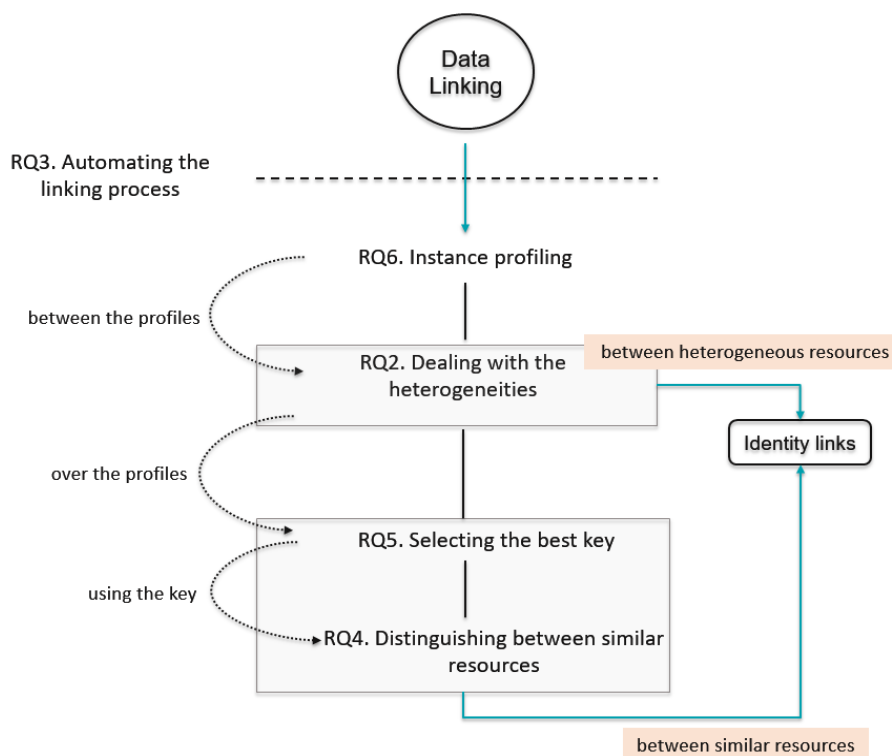 Data
Linking
RQ3. Automating the
linking process
RQ6. Instance profiling
between the profiles
between heterogeneous resources
RQ2. Dealing with the
heterogeneities
Identity links
over the profiles
RQ5. Selecting the best key
using the key
RQ4. Distinguishing between similar
resources
between similar resources